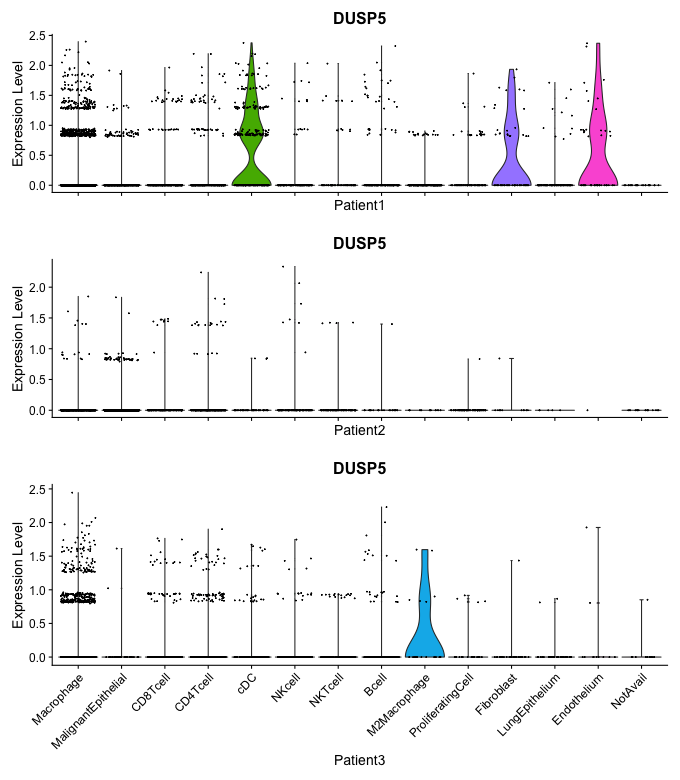 DUSP5
Expression Level
2.5
2.0
1.5
1.0
0.5
0.0
Patient1
DUSP5
Expression Level
2.0
1.5
1.0
0.5
0.0
Patient2
DUSP5
Expression Level
2.5
2.0
1.5
1.0
0.5
0.0
Macrophage
MalignantEpithelial
CD8Tcell
CD4Tcell
cDC
NKcell
NKTcell
Bcell
M2Macrophage
ProliferatingCell
Fibroblast
LungEpithelium
Endothelium
NotAvail
Patient3